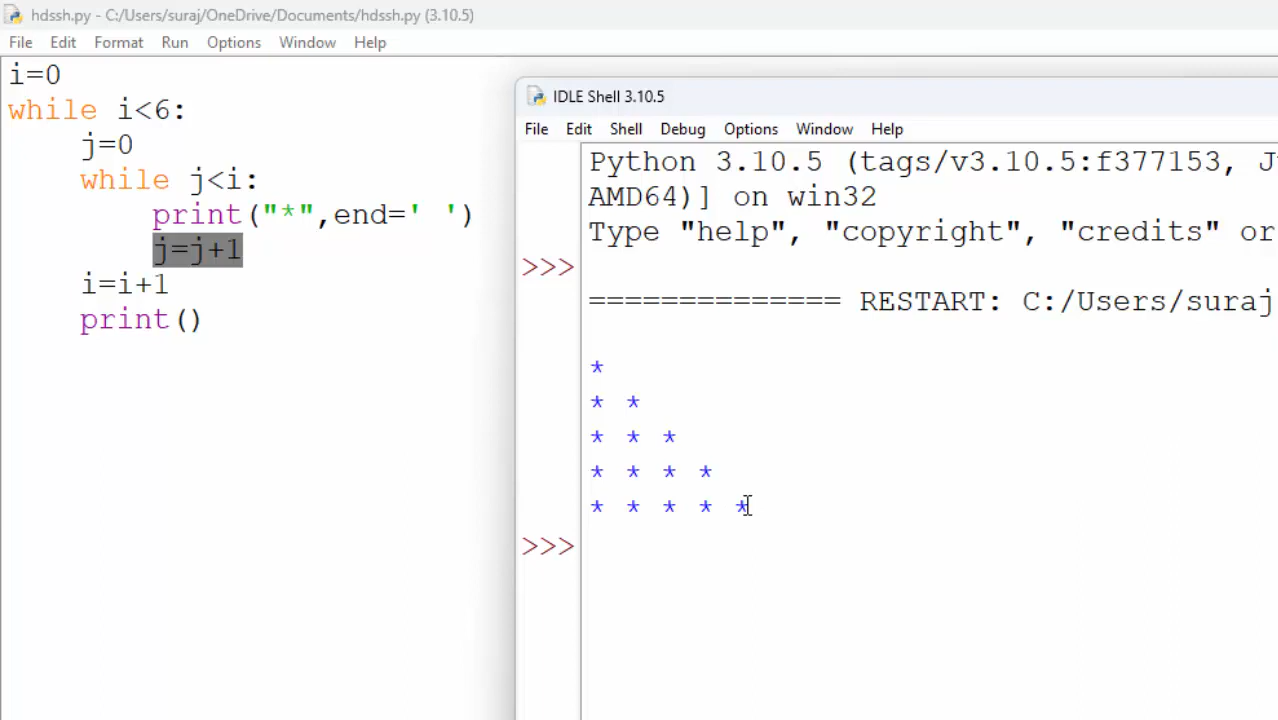 hdssh.py - C:/Users/suraj/OneDrive/Documents/hdssh.py (3.10.5)
File Edit Format Run Options Window Help
i=0
while i<6:
    j=0
    while j<i:
        print("*",end=' ')
        j=j+1
    i=i+1
    print()
IDLE Shell 3.10.5
File Edit Shell Debug Options Window Help
Python 3.10.5 (tags/v3.10.5:f377153, J
AMD64)] on win32
Type "help", "copyright", "credits" or
>>>
============== RESTART: C:/Users/suraj
*
* *
* * *
* * * *
* * * * *
>>>